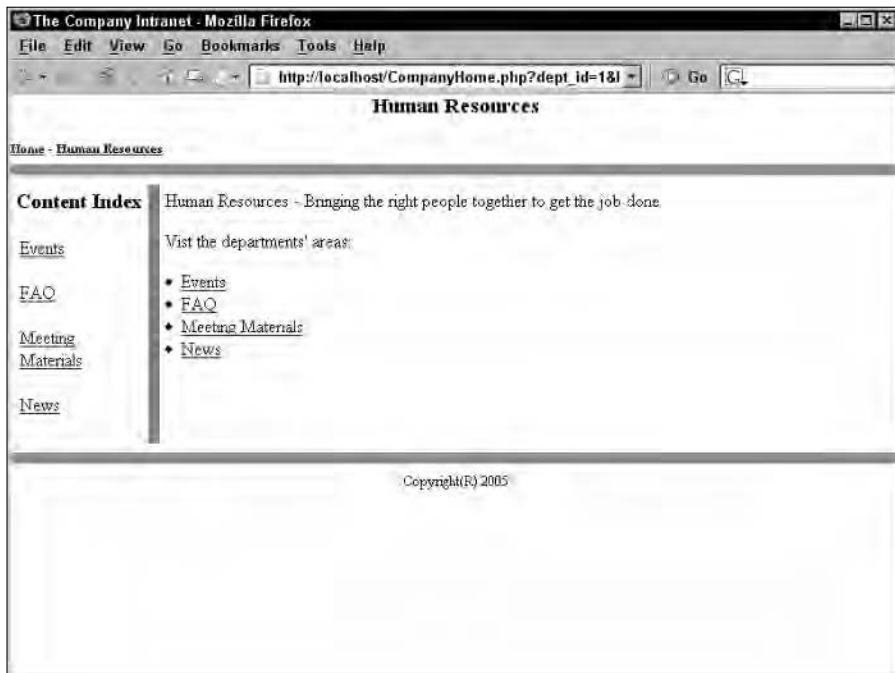 The Company Intranet - Mozilla Firefox
File Edit View Go Bookmarks Tools Help
http://localhost/CompanyHome.php?dept_id=1&l Go G
Human Resources
Home - Human Resources
Content Index
Events
FAQ
Meeting
Materials
News
Human Resources - Bringing the right people together to get the job done
Vist the departments' areas:
• Events
• FAQ
• Meeting Materials
• News
Copyright(R) 2005